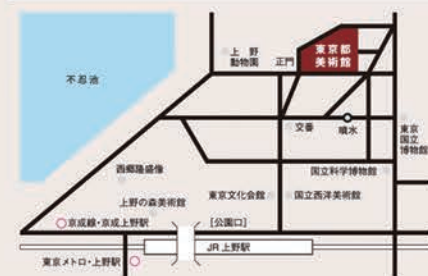 上野
動物園
正門
東京都
美術館
不忍池
交番
噴水
東京
国立
博物館
西郷隆盛像
国立科学博物館
上野の森美術館
東京文化会館
国立西洋美術館
京成線・京成上野駅
[公園口]
JR上野駅
東京メトロ・上野駅